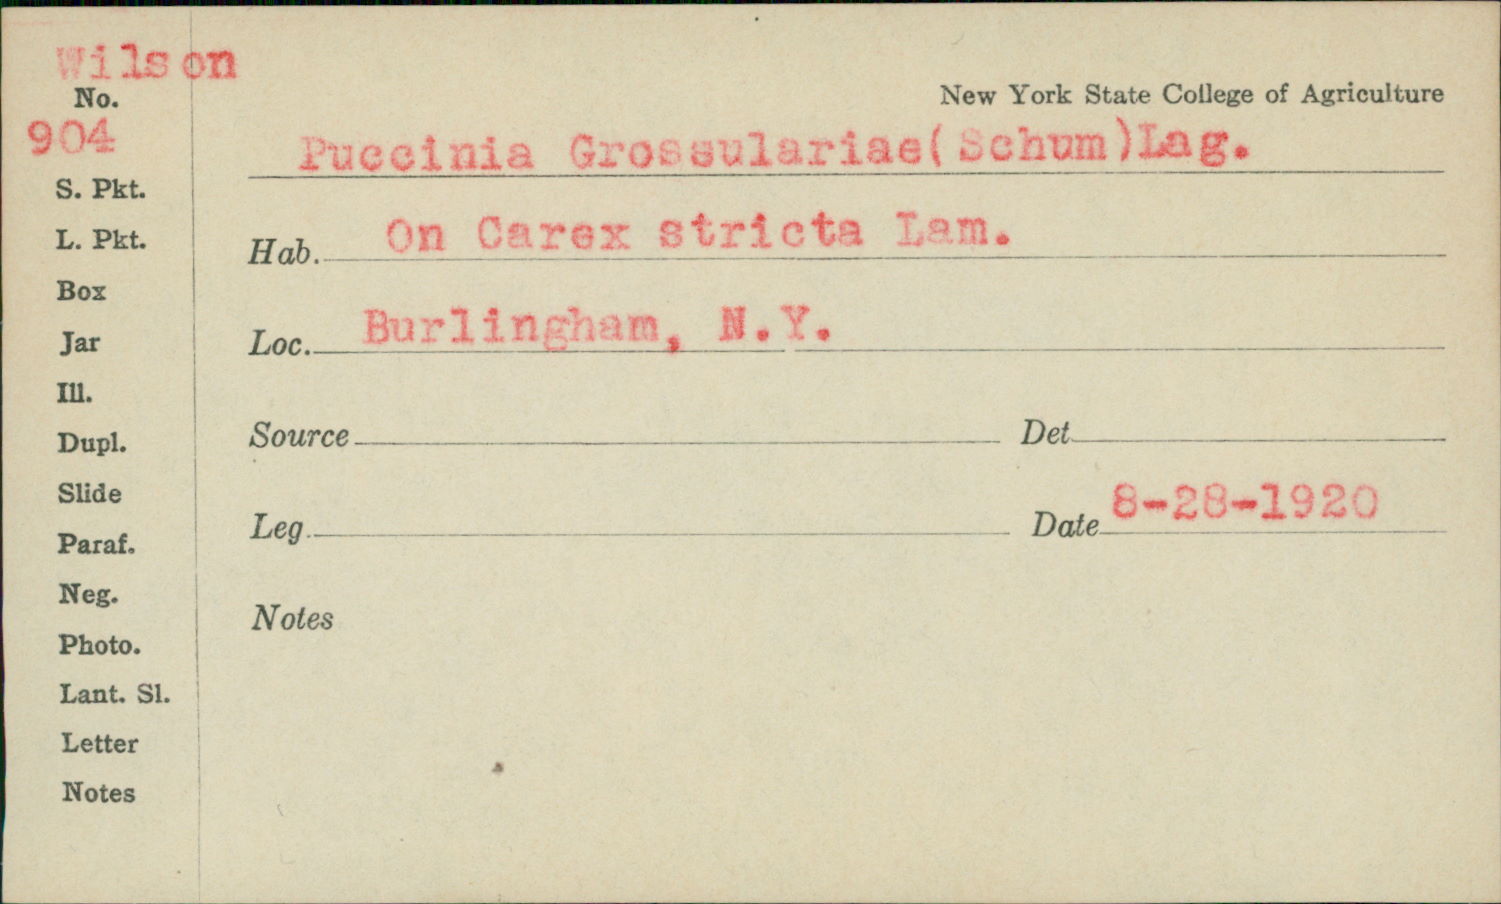 Wilson
No.
904
New York State College of Agriculture
Puccinia Grossulariae(Schum)Lag.
S. Pkt.
L. Pkt.
Hab. On Carex stricta Lam.
Box
Jar
Loc. Burlingham, N.Y.
Ill.
Dupl.
Source Det
Slide
Leg. Date 8-28-1920
Paraf.
Neg.
Notes
Photo.
Lant. Sl.
Letter
Notes